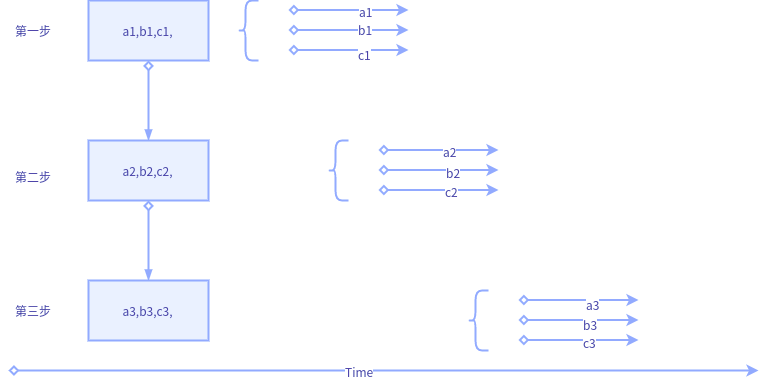 第一步
a1,b1,c1,
a1
b1
c1
第二步
a2,b2,c2,
a2
b2
c2
第三步
a3,b3,c3,
a3
b3
c3
Time